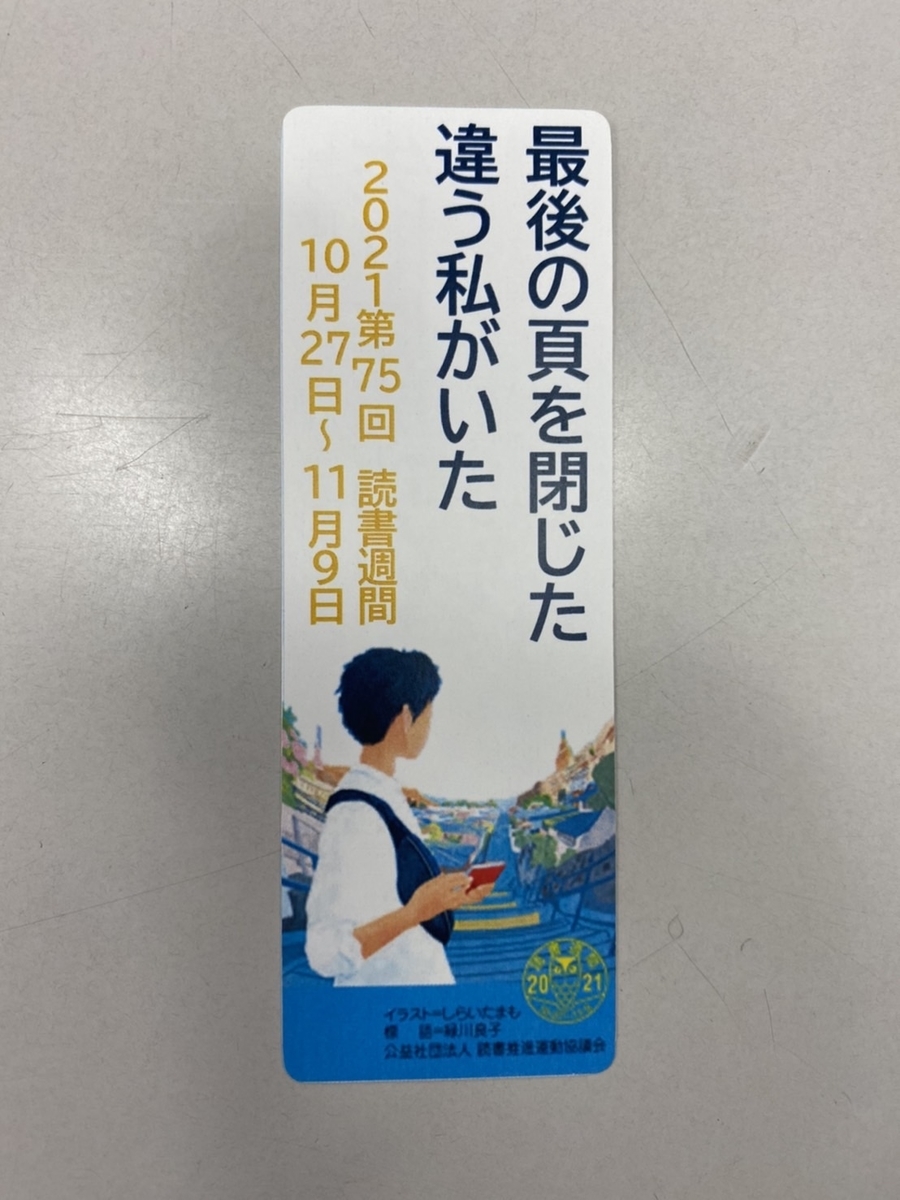 最後の頁を閉じた
違う私がいた
2021第75回 読書週間
10月27日～11月9日
20 21
イラスト=しらいたまも
標　語=緑川良子
公益社団法人 読書推進運動協議会